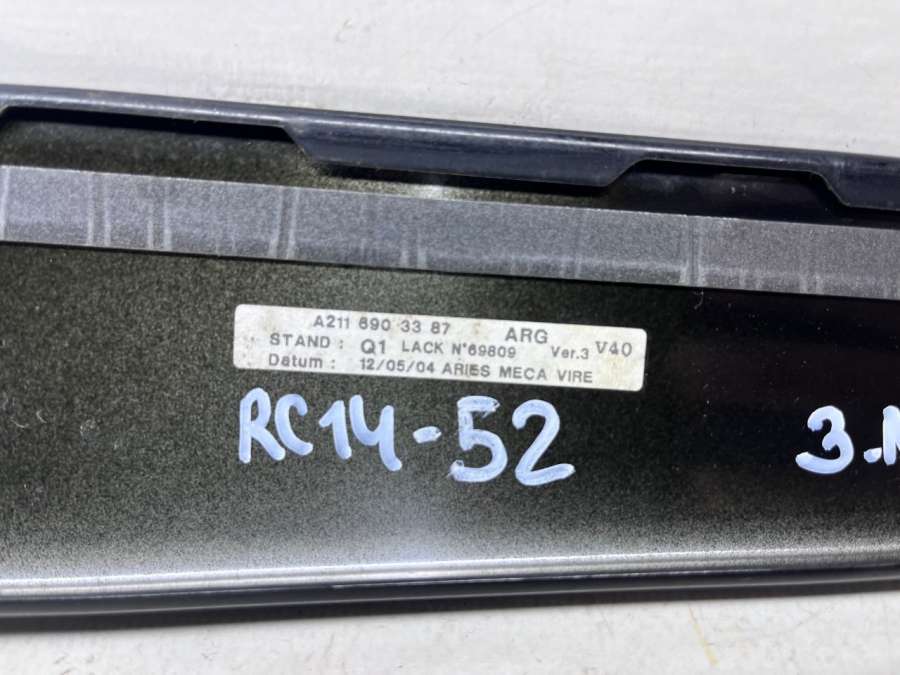 A211 690 33 87 ARG
STAND : Q1 LACK N°69809 Ver.3 V40
Datum : 12/05/04 ARIES MECA VIRE
RC14-52
3.